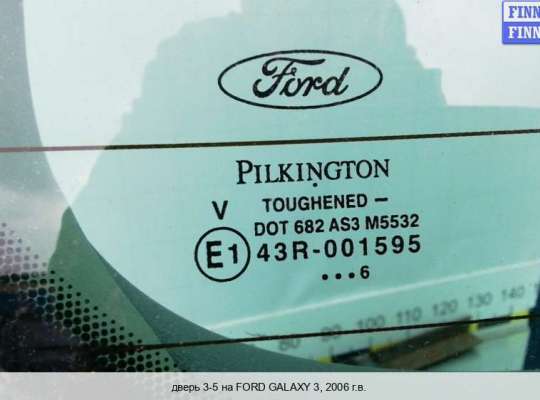 FINN
FINN
Ford
PILKINGTON
V TOUGHENED –
DOT 682 AS3 M5532
E1 43R-001595
•••6
60 80 90 100 110 120 130 140
дверь 3-5 на FORD GALAXY 3, 2006 г.в.